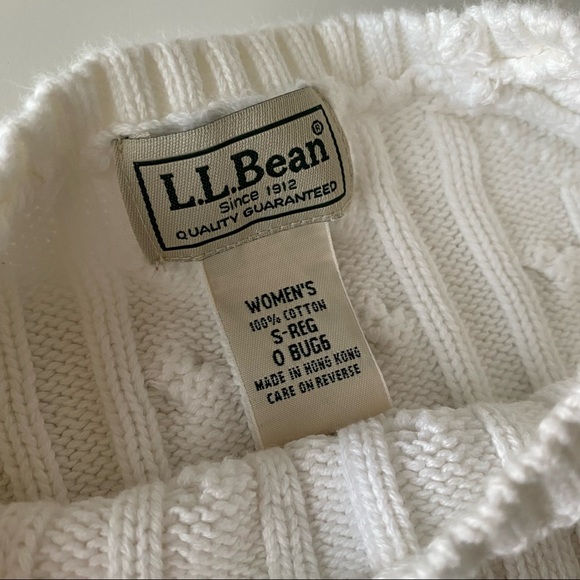 L.L.Bean®
Since 1912
QUALITY GUARANTEED
WOMEN'S
100% COTTON
S-REG
0 BUG6
MADE IN HONG KONG
CARE ON REVERSE